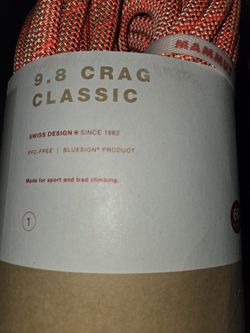 MAMMUT
9.8 CRAG
CLASSIC
SWISS DESIGN + SINCE 1862
PFC-FREE | BLUESIGN® PRODUCT
Made for sport and trad climbing.
1